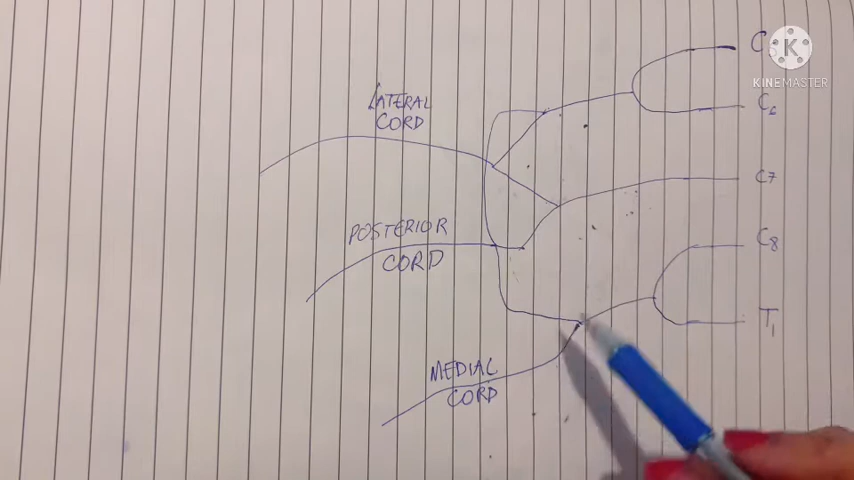 C
K
KINEMASTER
LATERAL
CORD
C6
C7
POSTERIOR
CORD
C8
T1
MEDIAL
CORD